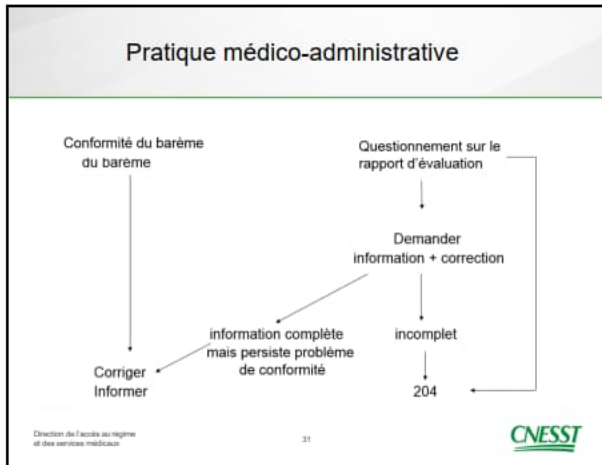 Pratique médico-administrative
Conformité du barème
du barème
Questionnement sur le
rapport d'évaluation
Demander
information + correction
information complète
mais persiste problème
de conformité
incomplet
Corriger
Informer
204
Direction de l'accès au régime
et des services médicaux
31
CNESST